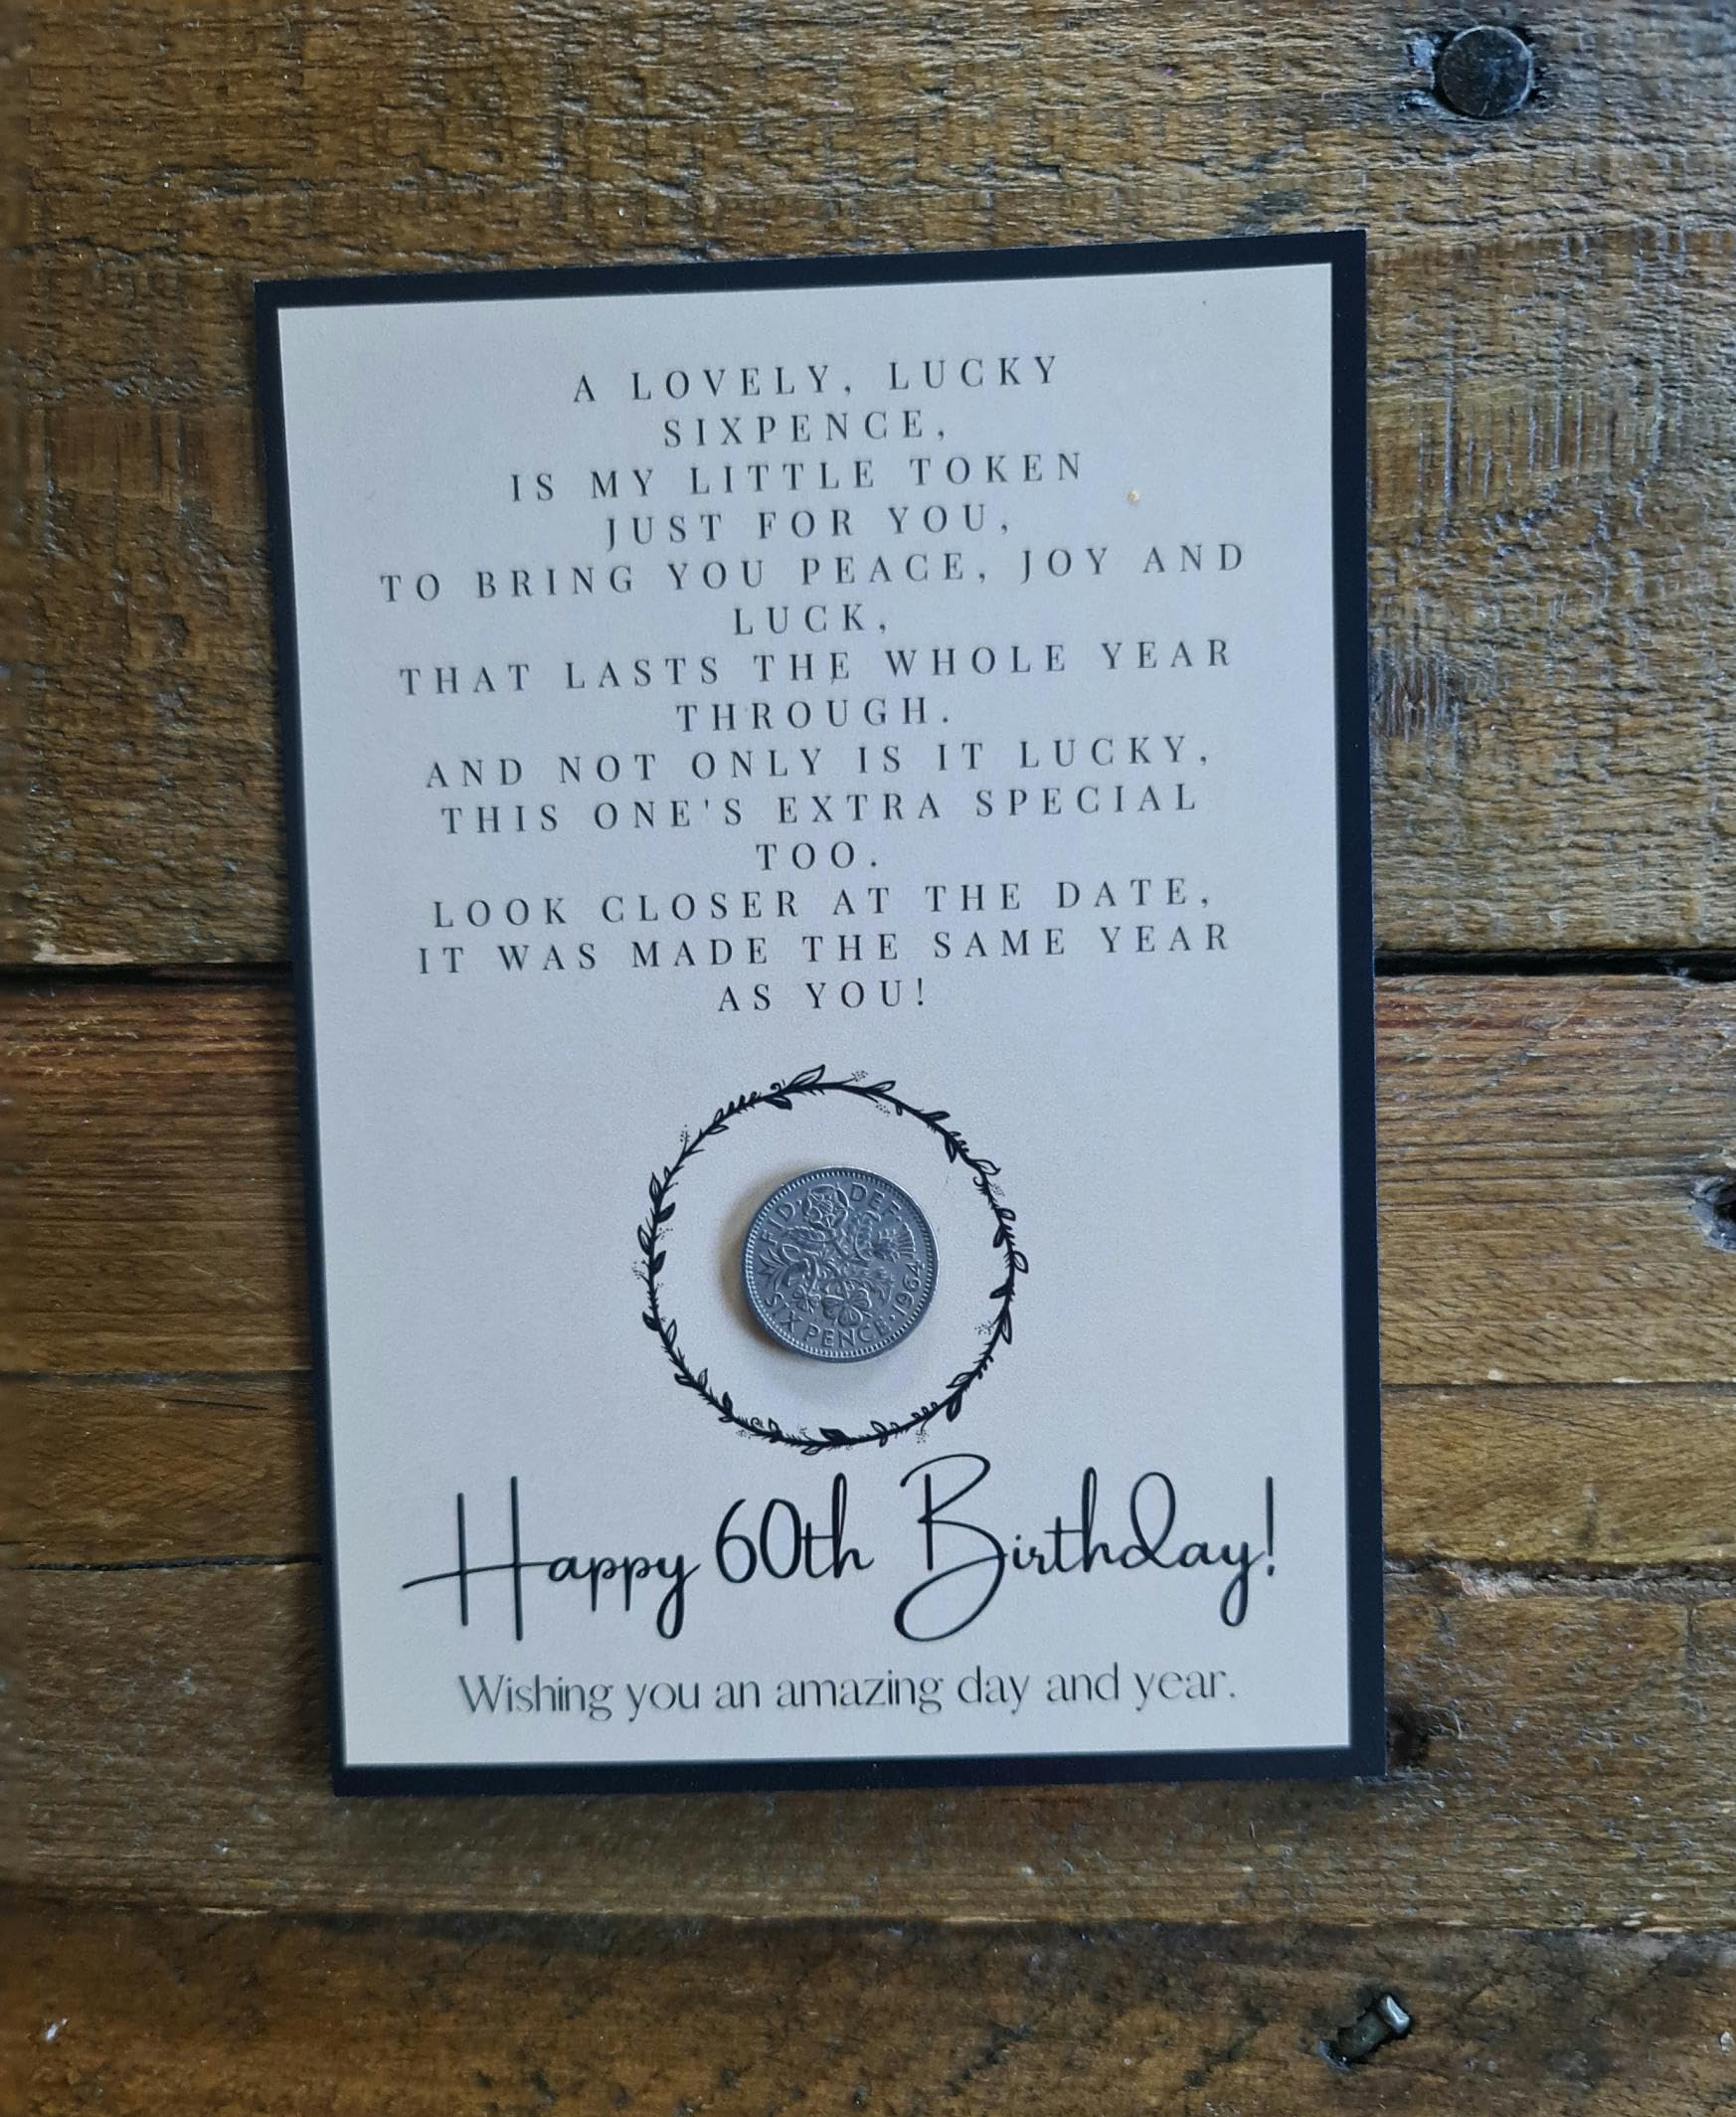 A LOVELY, LUCKY
SIXPENCE,
IS MY LITTLE TOKEN
JUST FOR YOU,
TO BRING YOU PEACE, JOY AND
LUCK,
THAT LASTS THE WHOLE YEAR
THROUGH.
AND NOT ONLY IS IT LUCKY,
THIS ONE'S EXTRA SPECIAL
TOO.
LOOK CLOSER AT THE DATE,
IT WAS MADE THE SAME YEAR
AS YOU!
FID DEF
SIX PENCE 1964
Happy 60th Birthday!
Wishing you an amazing day and year.